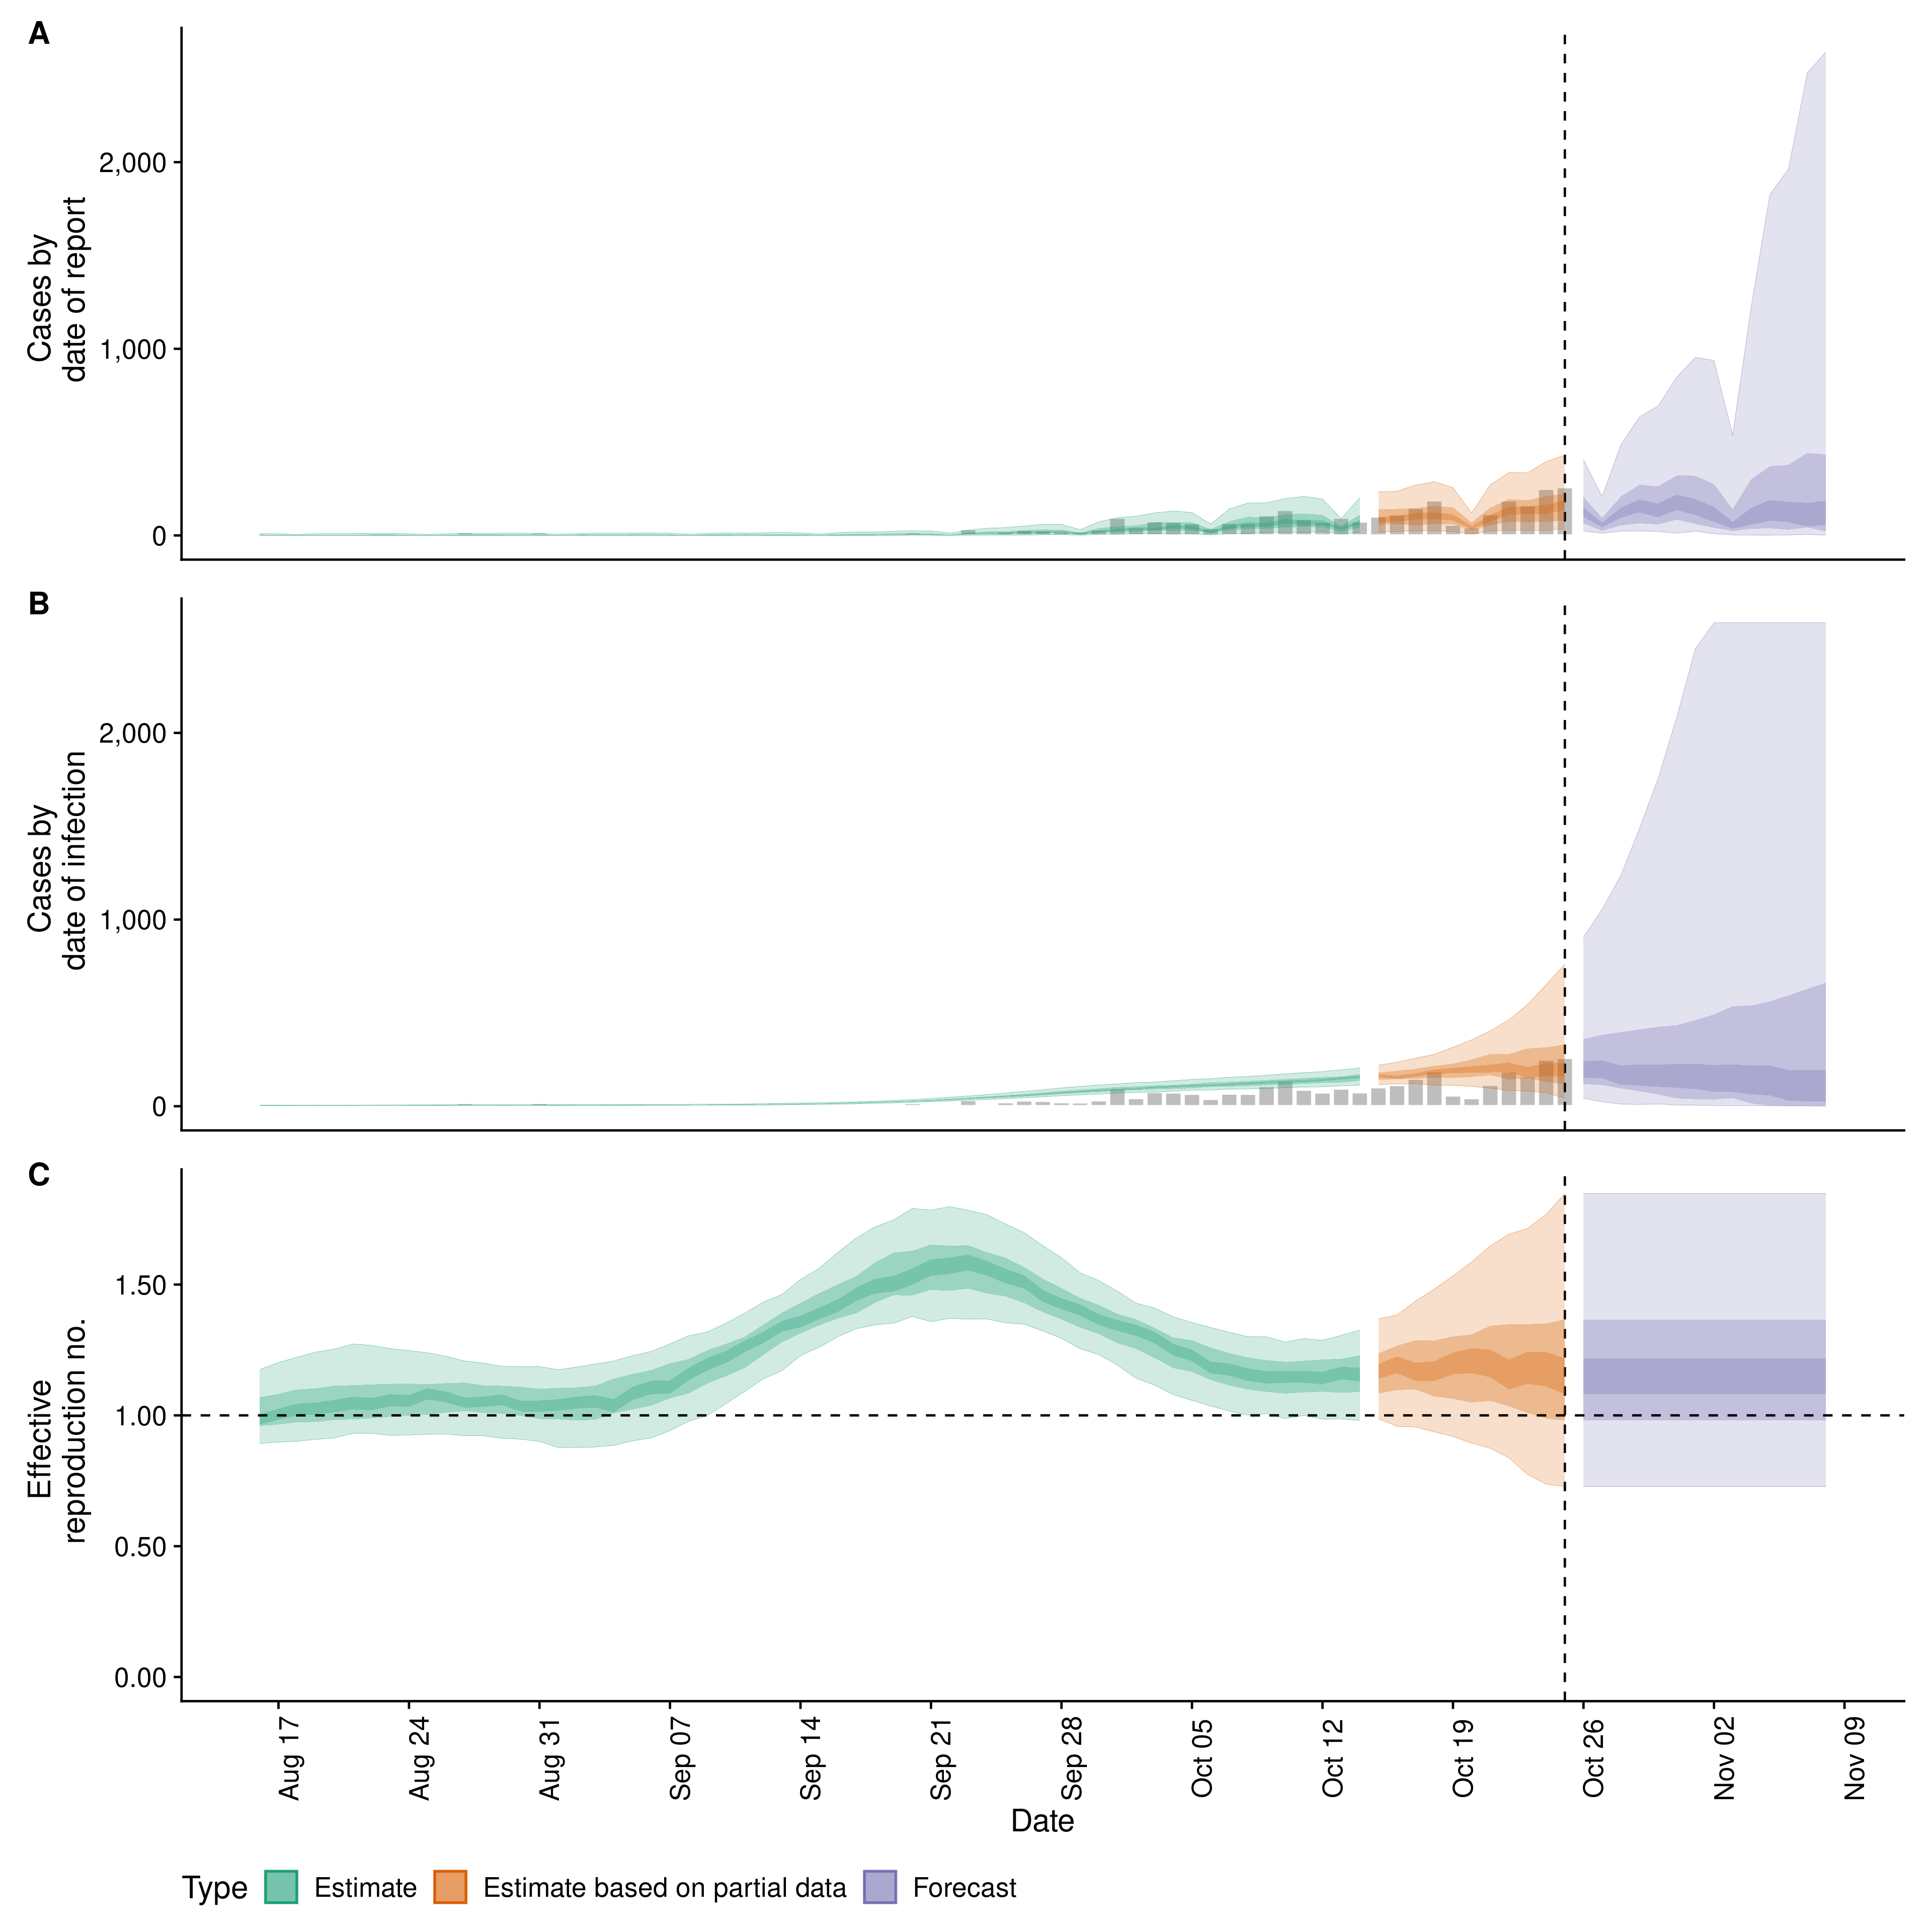 A
Cases by
date of report
2,000
1,000
0
B
Cases by
date of infection
2,000
1,000
0
C
Effective
reproduction no.
1.50
1.00
0.50
0.00
Aug 17
Aug 24
Aug 31
Sep 07
Sep 14
Sep 21
Sep 28
Oct 05
Oct 12
Oct 19
Oct 26
Nov 02
Nov 09
Date
Type Estimate Estimate based on partial data Forecast